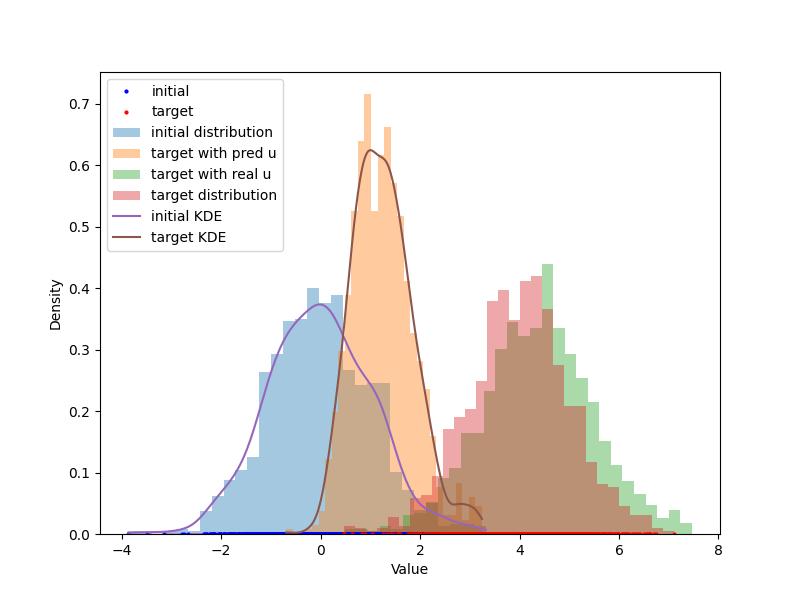 initial
target
initial distribution
target with pred u
target with real u
target distribution
initial KDE
target KDE
0.7
0.6
0.5
0.4
0.3
0.2
0.1
0.0
Density
−4 −2 0 2 4 6 8
Value